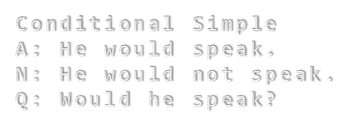 Conditional Simple
A: He would speak.
N: He would not speak.
Q: Would he speak?